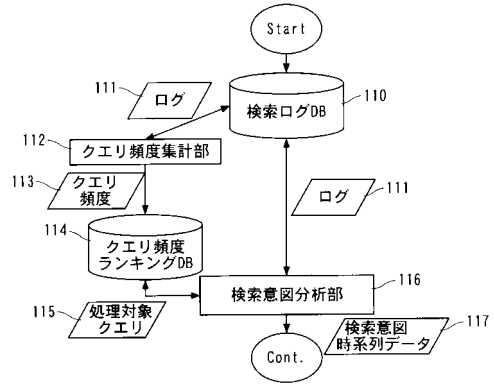 Start
111
ログ
検索ログDB
110
112
クエリ頻度集計部
113
クエリ
頻度
ログ
111
114
クエリ頻度
ランキングDB
115
処理対象
クエリ
検索意図分析部
116
検索意図
時系列データ
117
Cont.